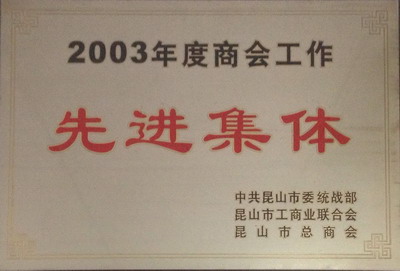 2003年度商会工作
先进集体
中共昆山市委统战部
昆山市工商业联合会
昆山市总商会